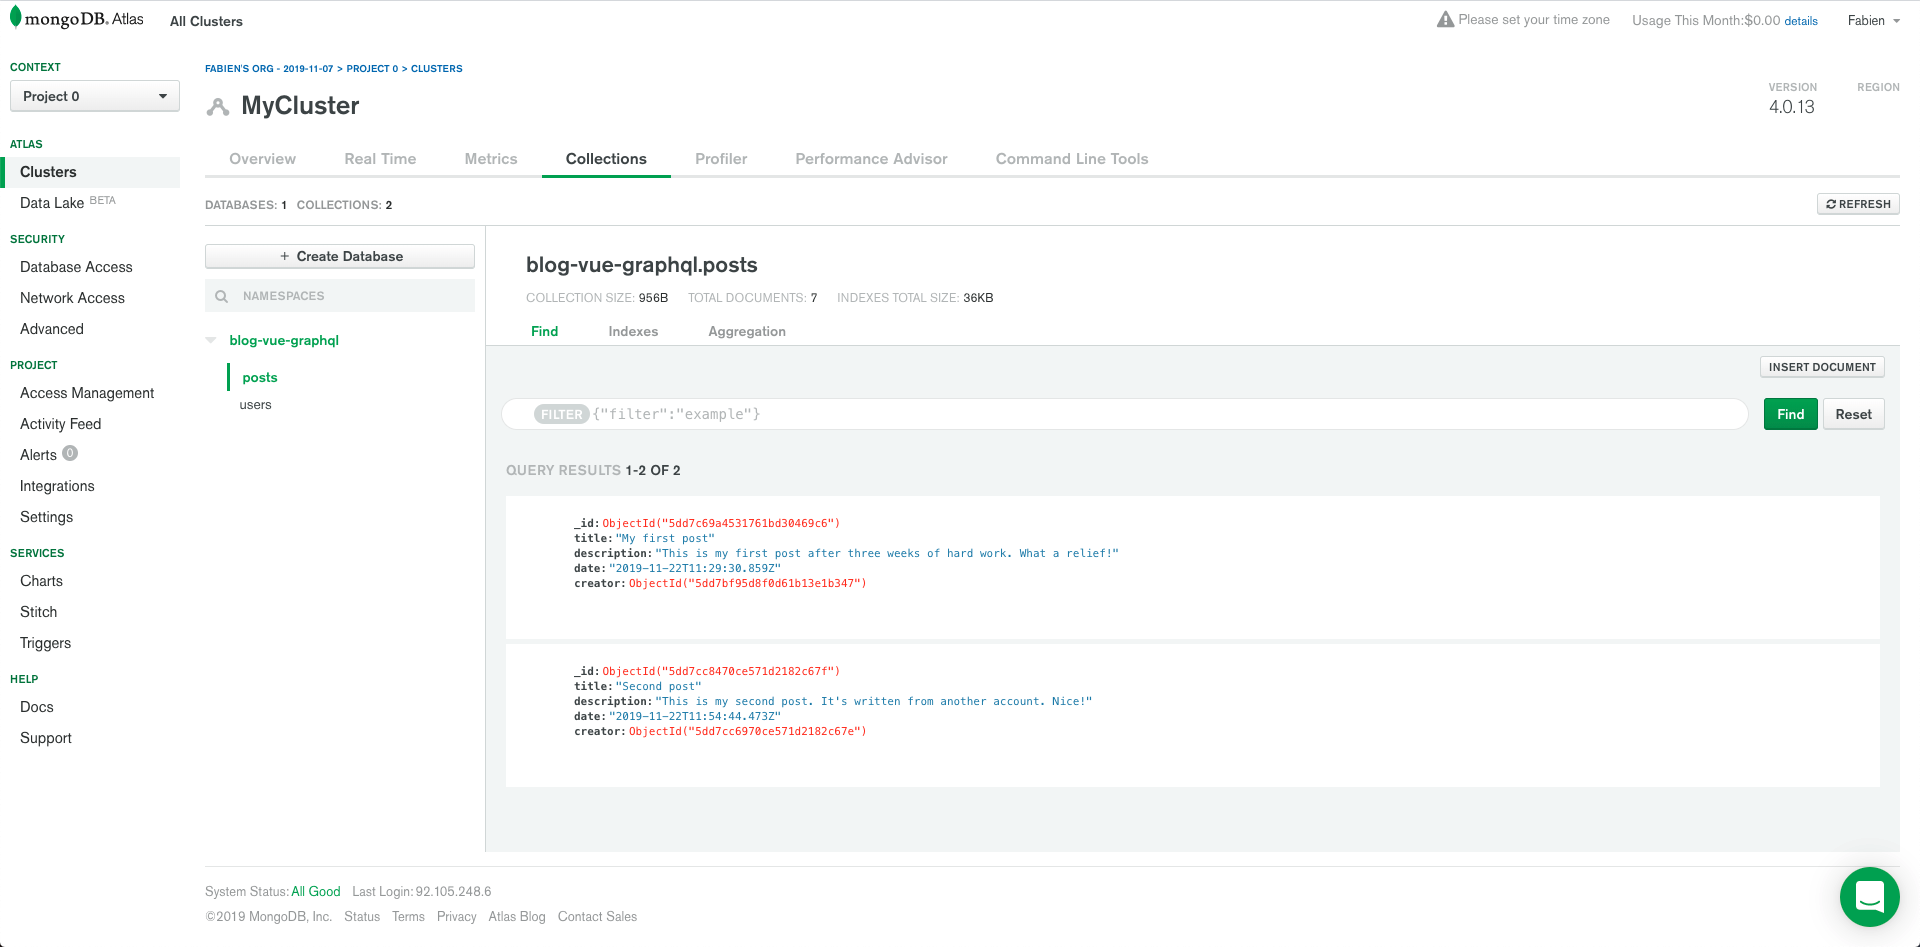 mongoDB. Atlas All Clusters Please set your time zone Usage This Month:$0.00 details Fabien
CONTEXT
Project 0
ATLAS
Clusters
Data Lake BETA
SECURITY
Database Access
Network Access
Advanced
PROJECT
Access Management
Activity Feed
Alerts 0
Integrations
Settings
SERVICES
Charts
Stitch
Triggers
HELP
Docs
Support
FABIEN'S ORG - 2019-11-07 > PROJECT 0 > CLUSTERS
MyCluster
VERSION REGION
4.0.13
Overview Real Time Metrics Collections Profiler Performance Advisor Command Line Tools
DATABASES: 1 COLLECTIONS: 2 REFRESH
+ Create Database
NAMESPACES
blog-vue-graphql
posts
users
blog-vue-graphql.posts
COLLECTION SIZE: 956B TOTAL DOCUMENTS: 7 INDEXES TOTAL SIZE: 36KB
Find Indexes Aggregation
INSERT DOCUMENT
FILTER {"filter":"example"} Find Reset
QUERY RESULTS 1-2 OF 2
_id: ObjectId("5dd7c69a4531761bd30469c6")
title: "My first post"
description: "This is my first post after three weeks of hard work. What a relief!"
date: "2019-11-22T11:29:30.859Z"
creator: ObjectId("5dd7bf95d8f0d61b13e1b347")
_id: ObjectId("5dd7cc8470ce571d2182c67f")
title: "Second post"
description: "This is my second post. It's written from another account. Nice!"
date: "2019-11-22T11:54:44.473Z"
creator: ObjectId("5dd7cc6970ce571d2182c67e")
System Status: All Good Last Login: 92.105.248.6
©2019 MongoDB, Inc. Status Terms Privacy Atlas Blog Contact Sales